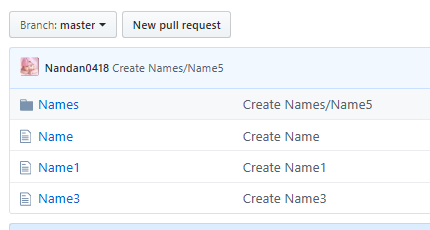 Branch: master New pull request
Nandan0418 Create Names/Name5
Names Create Names/Name5
Name Create Name
Name1 Create Name1
Name3 Create Name3